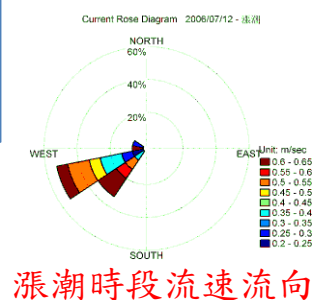 Current Rose Diagram 2006/07/12 - 漲潮
NORTH
60%
40%
20%
WEST
EAST
SOUTH
Unit: m/sec
0.6 - 0.65
0.55 - 0.6
0.5 - 0.55
0.45 - 0.5
0.4 - 0.45
0.35 - 0.4
0.3 - 0.35
0.25 - 0.3
0.2 - 0.25
漲潮時段流速流向